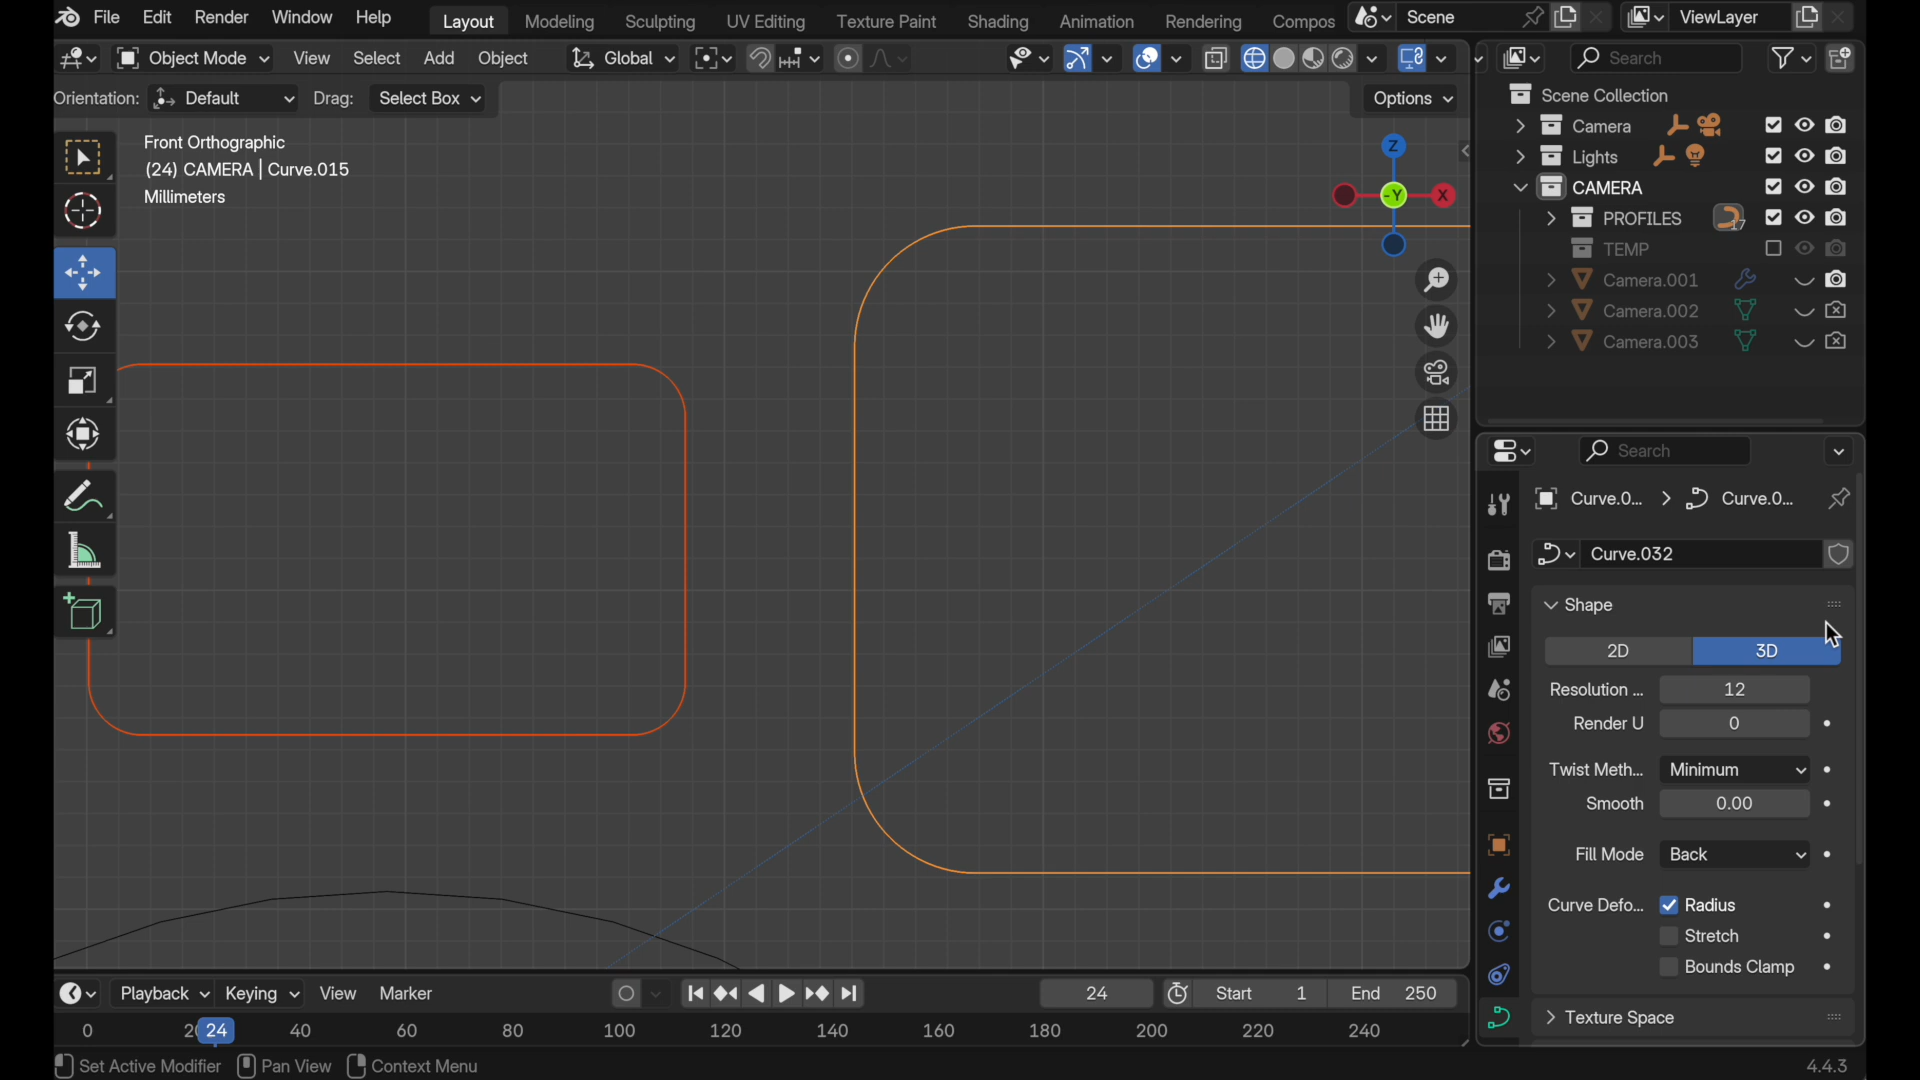 File Edit Render Window Help Layout Modeling Sculpting UV Editing Texture Paint Shading Animation Rendering Compos Scene ViewLayer
Object Mode View Select Add Object Global Search
Orientation: Default Drag: Select Box Options
Front Orthographic
(24) CAMERA | Curve.015
Millimeters
Z
-Y X
Scene Collection
Camera
Lights
CAMERA
PROFILES 17
TEMP
Camera.001
Camera.002
Camera.003
Search
Curve.0... Curve.0...
Curve.032
Shape
2D 3D
Resolution ... 12
Render U 0
Twist Meth... Minimum
Smooth 0.00
Fill Mode Back
Curve Defo... Radius
Stretch
Bounds Clamp
Texture Space
Playback Keying View Marker 24 Start 1 End 250
0 24 40 60 80 100 120 140 160 180 200 220 240
Set Active Modifier Pan View Context Menu 4.4.3